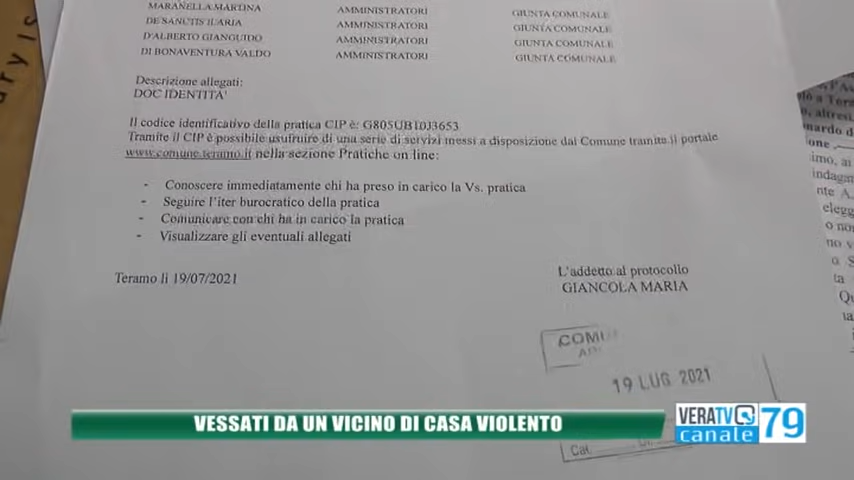 MARANELLA MARTINA AMMINISTRATORI GIUNTA COMUNALE
DE SANCTIS ILARIA AMMINISTRATORI GIUNTA COMUNALE
D'ALBERTO GIANGUIDO AMMINISTRATORI GIUNTA COMUNALE
DI BONAVENTURA VALDO AMMINISTRATORI GIUNTA COMUNALE
Descrizione allegati:
DOC IDENTITA'
Il codice identificativo della pratica CIP è: G805UB10J3653
Tramite il CIP è possibile usufruire di una serie di servizi messi a disposizione dal Comune tramite il portale
www.comune.teramo.it nella sezione Pratiche on line:
- Conoscere immediatamente chi ha preso in carico la Vs. pratica
- Seguire l'iter burocratico della pratica
- Comunicare con chi ha in carico la pratica
- Visualizzare gli eventuali allegati
Teramo li 19/07/2021
L'addetto al protocollo
GIANCOLA MARIA
COMU
19 LUG 2021
Cat.
VESSATI DA UN VICINO DI CASA VIOLENTO
VERATV
canale 79